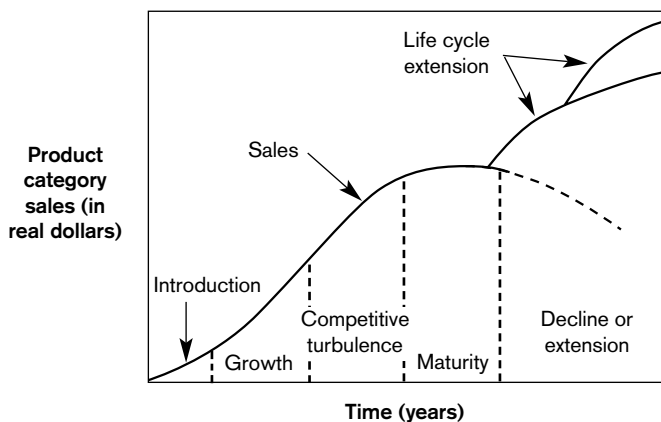 Life cycle
extension
Product
category
sales (in
real dollars)
Sales
Introduction
Growth
Competitive
turbulence
Maturity
Decline or
extension
Time (years)